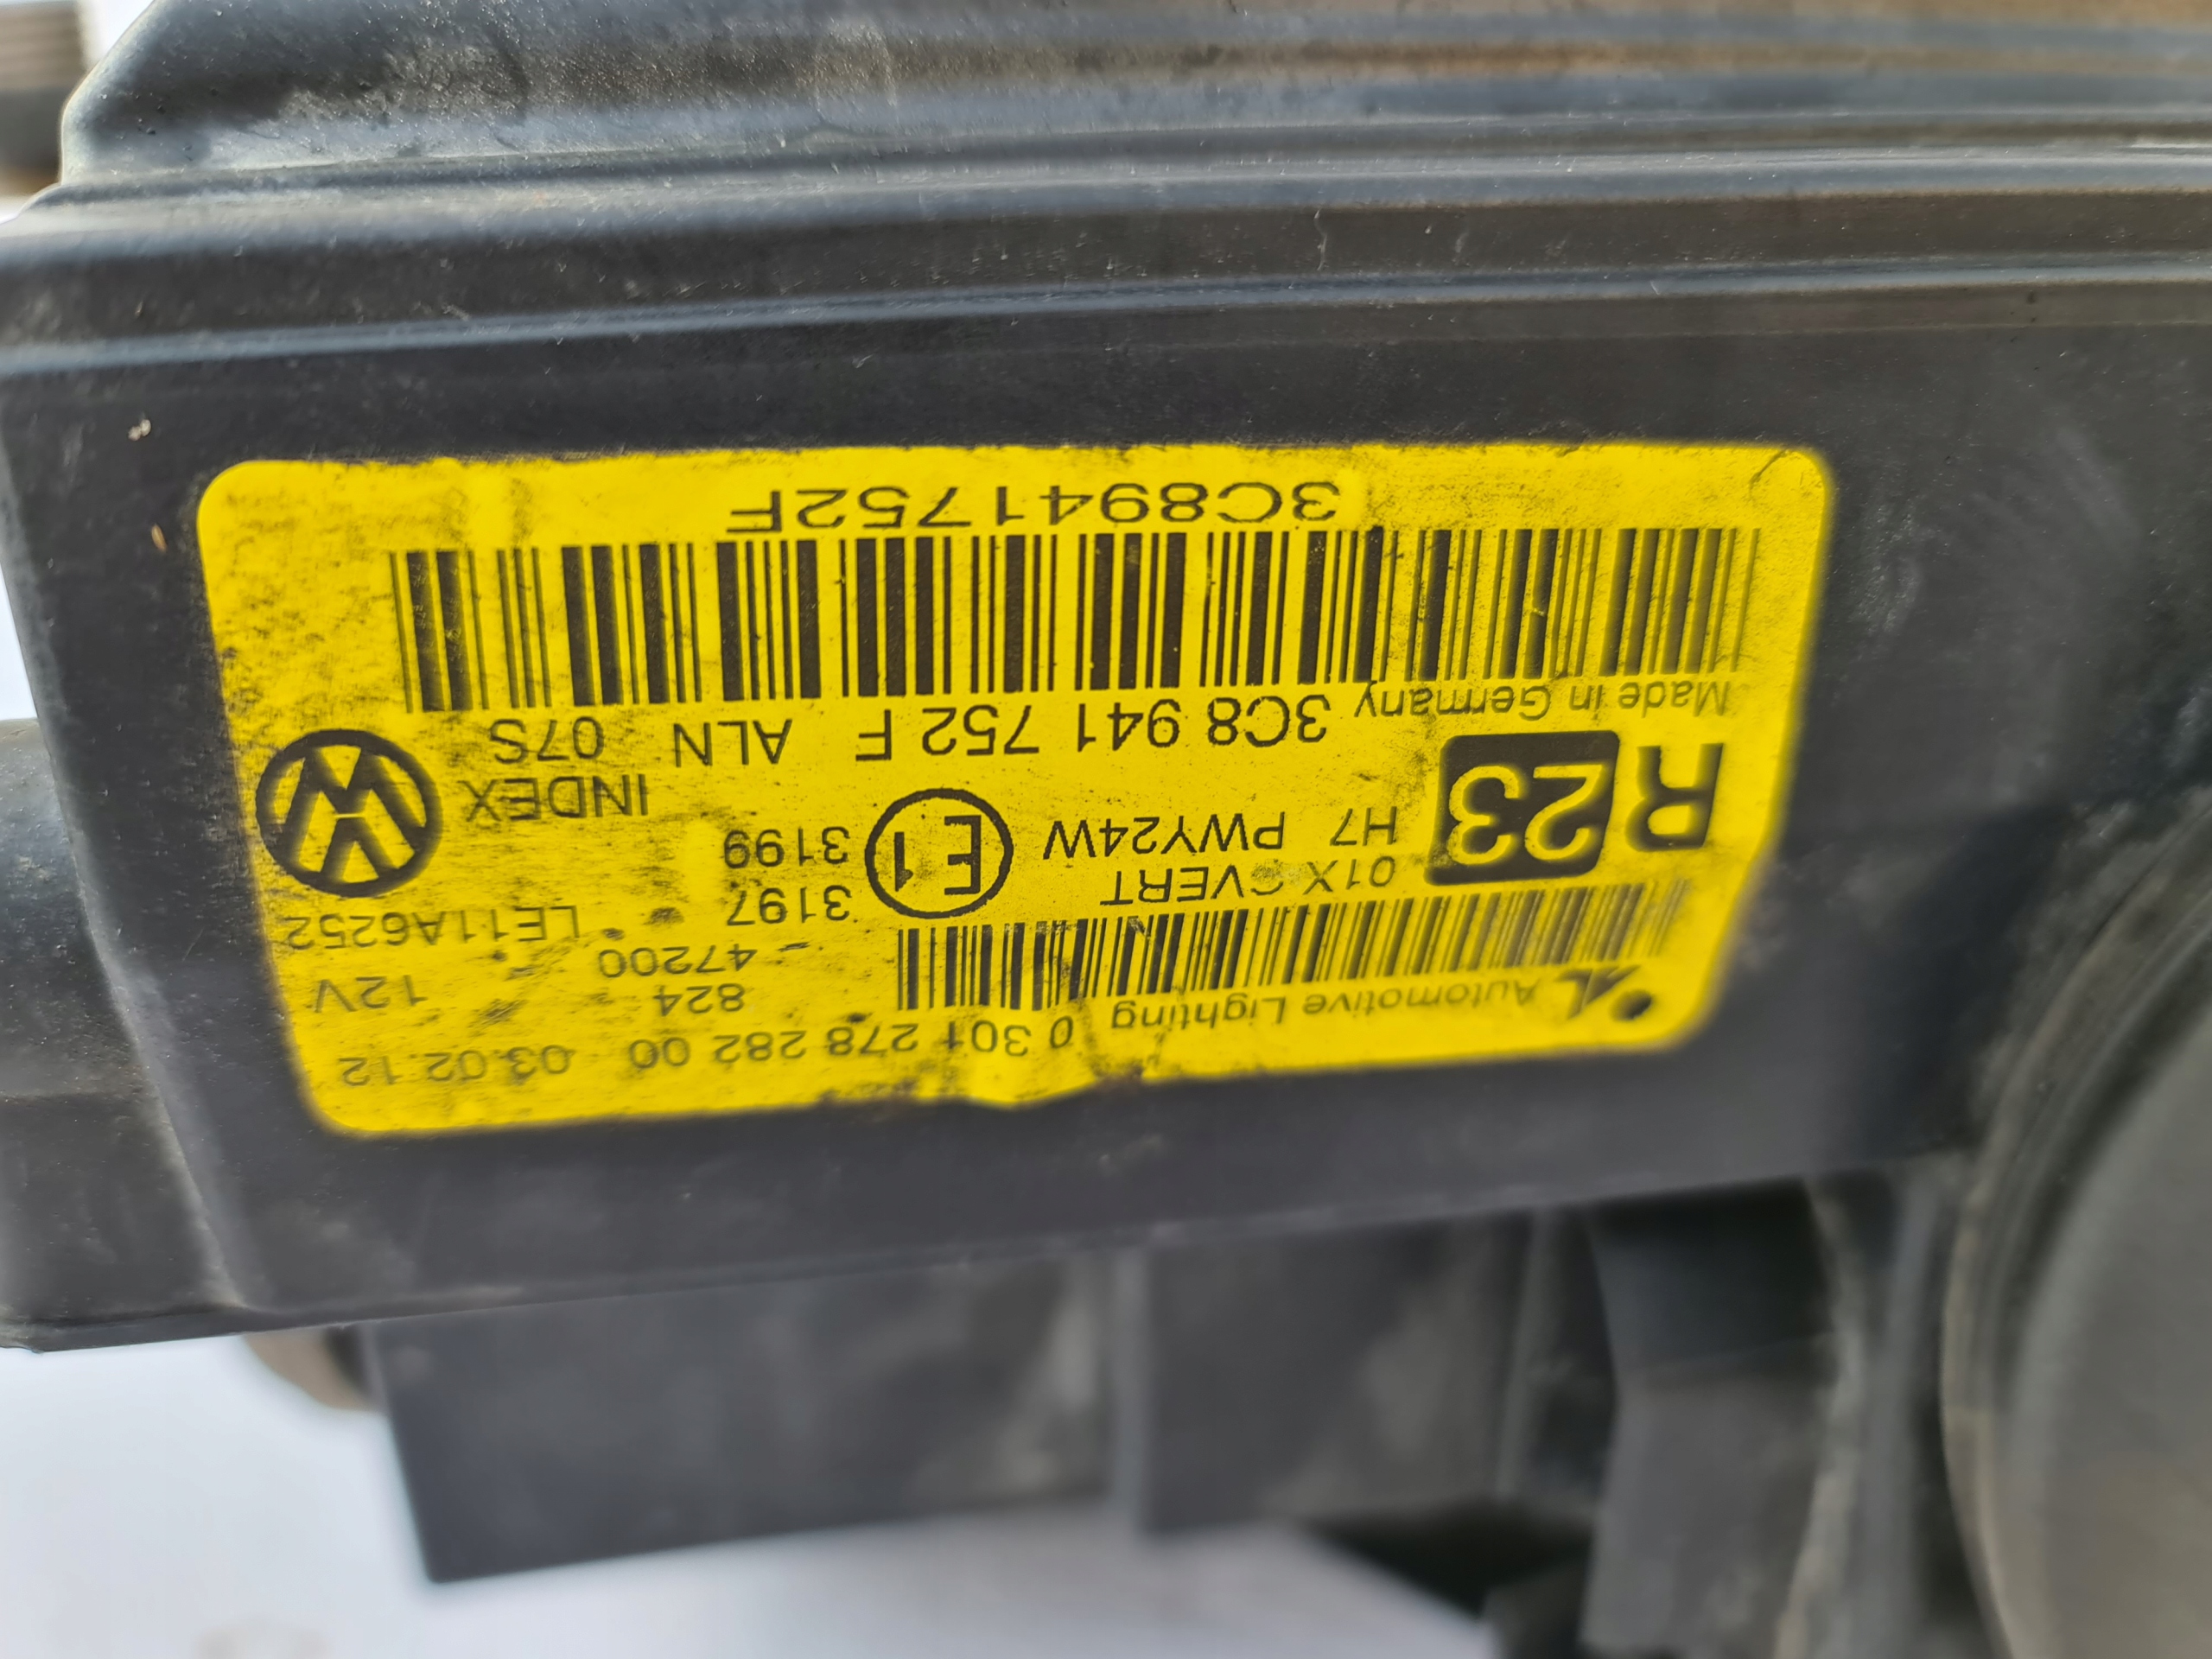 Automotive Lighting 0 301 278 282 00 03.02.12
824 12V
47200
01X CVERT 3197 LE11A6252
R 23 H7 PWY24W E1 3199 INDEX
Made in Germany 3C8 941 752 F ALN 07S
3C8941752F